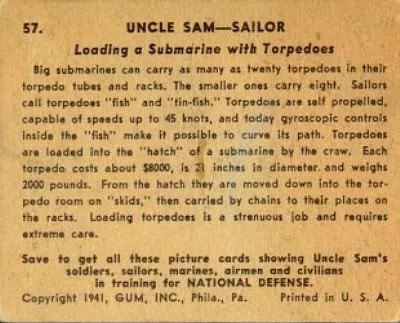 57. UNCLE SAM—SAILOR
Loading a Submarine with Torpedoes
Big submarines can carry as many as twenty torpedoes in their
torpedo tubes and racks. The smaller ones carry eight. Sailors
call torpedoes "fish" and "tin-fish." Torpedoes are self propelled,
capable of speeds up to 45 knots, and today gyroscopic controls
inside the "fish" make it possible to curve its path. Torpedoes
are loaded into the "hatch" of a submarine by the craw. Each
torpedo costs about $8000, is 21 inches in diameter. and weighs
2000 pounds. From the hatch they are moved down into the tor-
pedo room on "skids," then carried by chains to their places on
the racks. Loading torpedoes is a strenuous job and requires
extreme care.
Save to get all these picture cards showing Uncle Sam's
soldiers, sailors, marines, airmen and civilians
in training for NATIONAL DEFENSE.
Copyright 1941, GUM, INC., Phila., Pa. Printed in U. S. A.